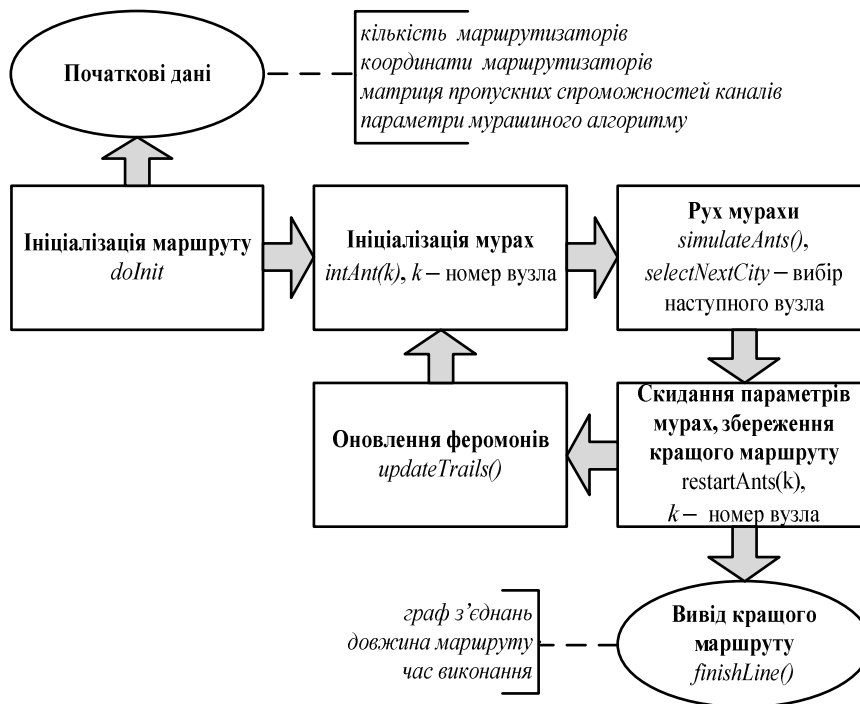 Початкові дані
кількість маршрутизаторів
координати маршрутизаторів
матриця пропускних спроможностей каналів
параметри мурашиного алгоритму
Ініціалізація маршруту
doInit
Ініціалізація мурах
intAnt(k), k – номер вузла
Рух мурахи
simulateAnts(),
selectNextCity – вибір
наступного вузла
Оновлення феромонів
updateTrails()
Скидання параметрів
мурах, збереження
кращого маршруту
restartAnts(k),
k – номер вузла
граф з’єднань
довжина маршруту
час виконання
Вивід кращого
маршруту
finishLine()